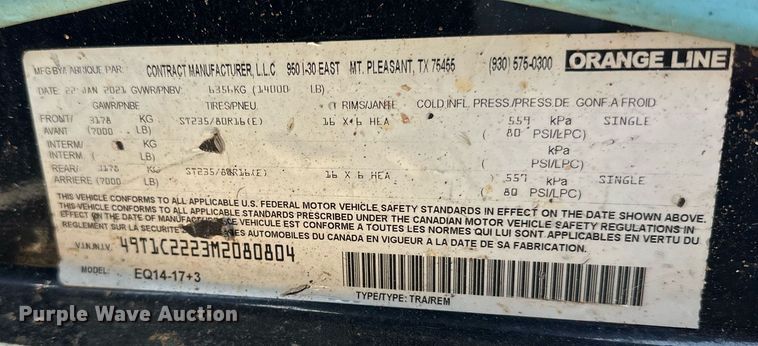 MFG BY/FABRIQUE PAR: CONTRACT MANUFACTURER, L.L.C 950 I-30 EAST MT. PLEASANT, TX 75455 (930) 575-0300 ORANGE LINE
DATE: 22 JAN 2021 GVWR/PNBV: 6356KG (14000 LB)
GAWR/PNBE TIRES/PNEU RIMS/JANTE COLD INFL. PRESS/PRESS DE GONF. A FROID
FRONT/ 3178 KG ST235/80R16(E) 16 X 6 HEA 559 kPa SINGLE
AVANT (7000 LB) ( 80 PSI/LPC)
INTERM/ KG kPa
INTERM ( LB) ( PSI/LPC)
REAR/ 3178 KG ST235/80R16(E) 16 X 6 HEA 557 kPa SINGLE
ARRIERE (7000 LB) ( 80 PSI/LPC)
THIS VEHICLE CONFORMS TO ALL APPLICABLE U.S. FEDERAL MOTOR VEHICLE SAFETY STANDARDS IN EFFECT ON THE DATE SHOWN ABOVE.
THIS VEHICLE CONFORMS TO ALL APPLICABLE STANDARDS PRESCRIBED UNDER THE CANADIAN MOTOR VEHICLE SAFETY REGULATIONS IN
EFFECT ON THE DATE OF MANUFACTURE / CE VEHICULE EST CONFORME A TOUTES LES NORMES QUI LUI SONT APPLICABLES EN VERTU DU
REGLEMENT SUR LA SECURITE DES VEHICULES AUTOMOBILES DU CANADA EN VIGUEUR A LA DATE DE SA FABRICATION.
V.I.N./N.I.V. 49T1C2223M2080804
MODEL: EQ14-17+3
TYPE/TYPE: TRA/REM
Purple Wave Auction